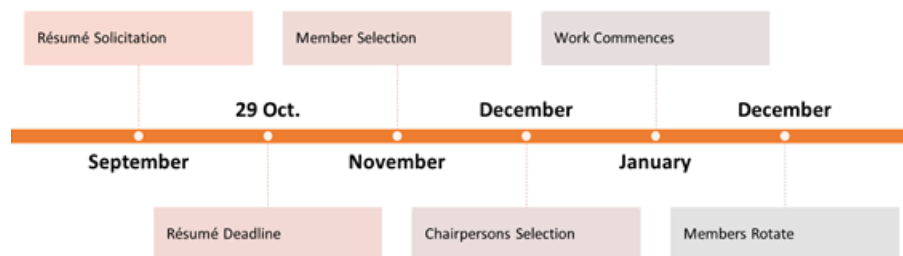 Résumé Solicitation
Member Selection
Work Commences
29 Oct.
December
December
September
November
January
Résumé Deadline
Chairpersons Selection
Members Rotate